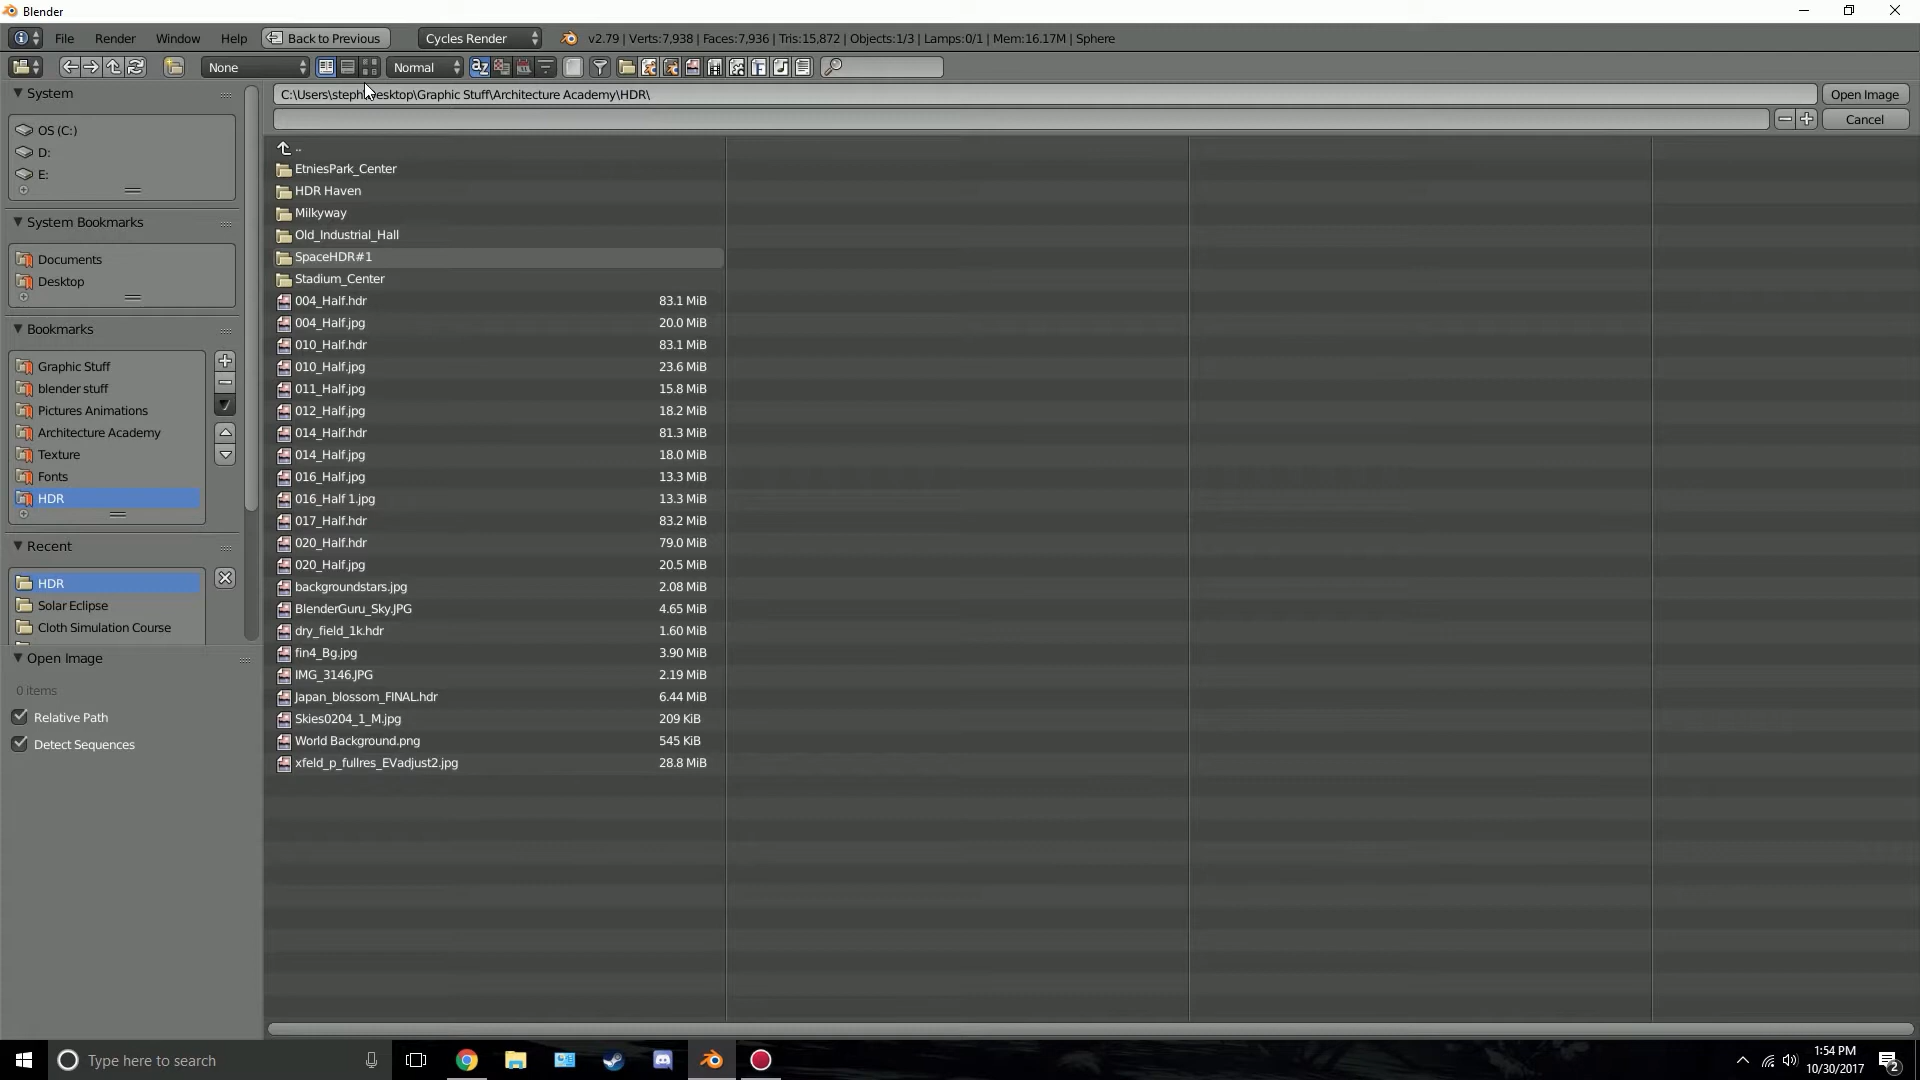 Blender
File Render Window Help Back to Previous Cycles Render v2.79 | Verts:7,938 | Faces:7,936 | Tris:15,872 | Objects:1/3 | Lamps:0/1 | Mem:16.17M | Sphere
None Normal
System
OS (C:)
D:
E:
System Bookmarks
Documents
Desktop
Bookmarks
Graphic Stuff
blender stuff
Pictures Animations
Architecture Academy
Texture
Fonts
HDR
Recent
HDR
Solar Eclipse
Cloth Simulation Course
Open Image
0 items
Relative Path
Detect Sequences
C:\Users\steph\Desktop\Graphic Stuff\Architecture Academy\HDR\ Open Image
Cancel
..
EtniesPark_Center
HDR Haven
Milkyway
Old_Industrial_Hall
SpaceHDR#1
Stadium_Center
004_Half.hdr 83.1 MiB
004_Half.jpg 20.0 MiB
010_Half.hdr 83.1 MiB
010_Half.jpg 23.6 MiB
011_Half.jpg 15.8 MiB
012_Half.jpg 18.2 MiB
014_Half.hdr 81.3 MiB
014_Half.jpg 18.0 MiB
016_Half.jpg 13.3 MiB
016_Half 1.jpg 13.3 MiB
017_Half.hdr 83.2 MiB
020_Half.hdr 79.0 MiB
020_Half.jpg 20.5 MiB
backgroundstars.jpg 2.08 MiB
BlenderGuru_Sky.JPG 4.65 MiB
dry_field_1k.hdr 1.60 MiB
fin4_Bg.jpg 3.90 MiB
IMG_3146.JPG 2.19 MiB
Japan_blossom_FINAL.hdr 6.44 MiB
Skies0204_1_M.jpg 209 KiB
World Background.png 545 KiB
xfeld_p_fullres_EVadjust2.jpg 28.8 MiB
Type here to search
1:54 PM
10/30/2017
2